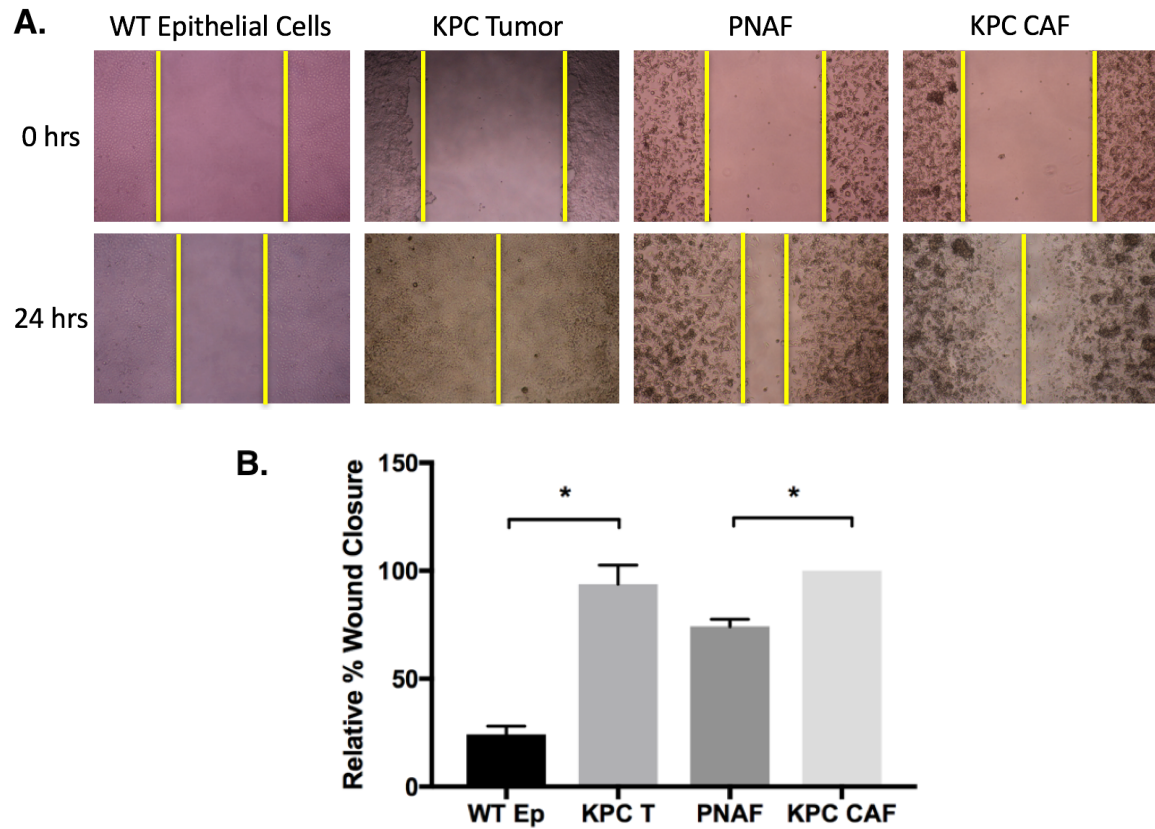 A.
WT Epithelial Cells
KPC Tumor
PNAF
KPC CAF
0 hrs
24 hrs
B.
Relative % Wound Closure
150
100
50
0
*
*
WT Ep
KPC T
PNAF
KPC CAF